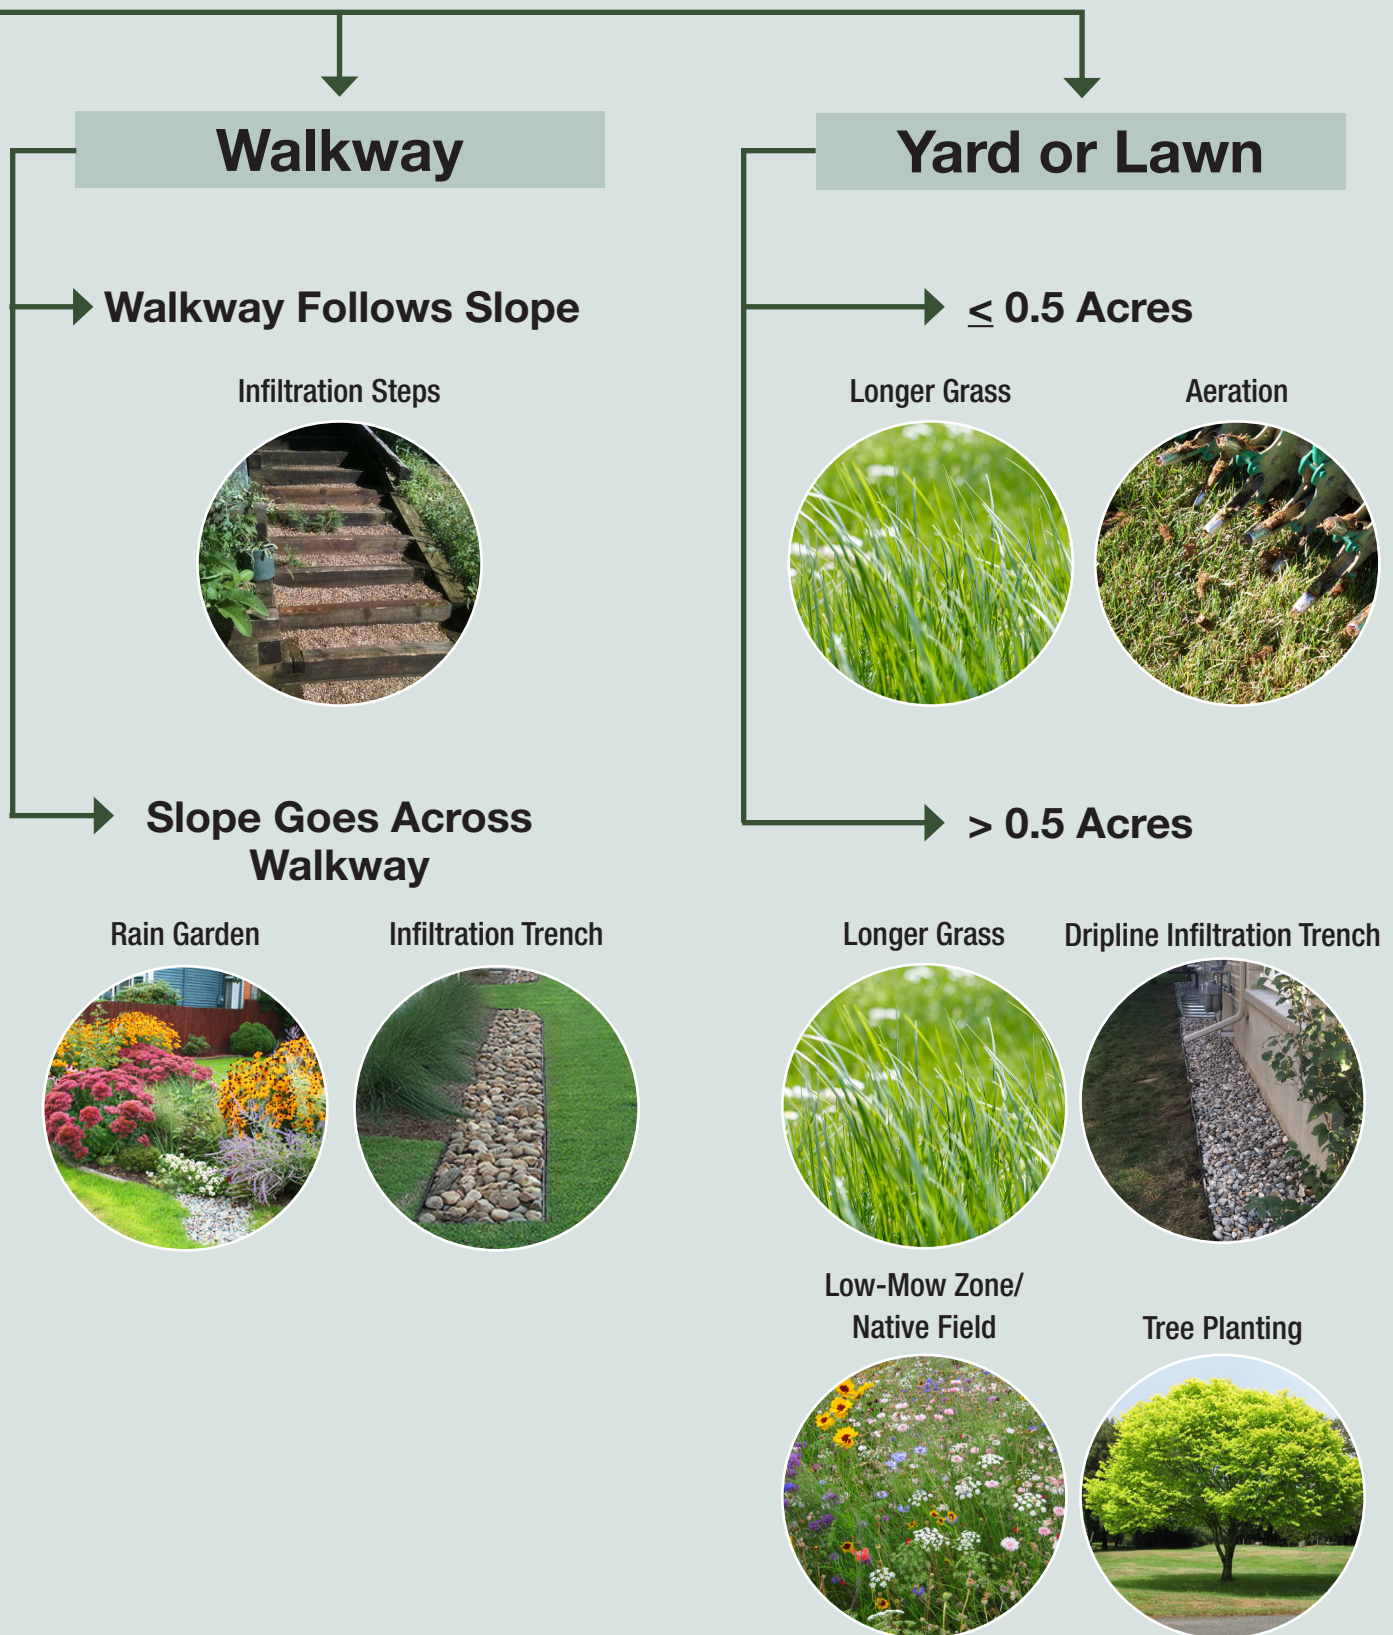 Walkway
Walkway Follows Slope
Infiltration Steps
Slope Goes Across
Walkway
Rain Garden
Infiltration Trench
Yard or Lawn
≤ 0.5 Acres
Longer Grass
Aeration
> 0.5 Acres
Longer Grass
Dripline Infiltration Trench
Low-Mow Zone/
Native Field
Tree Planting